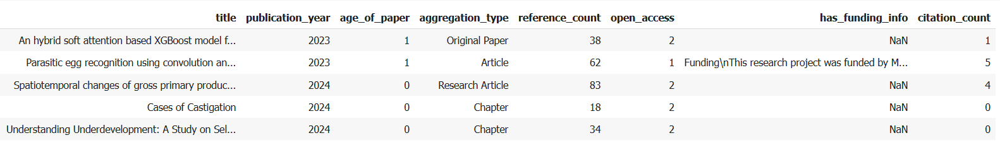 title publication_year age_of_paper aggregation_type reference_count open_access has_funding_info citation_count
An hybrid soft attention based XGBoost model f... 2023 1 Original Paper 38 2 NaN 1
Parasitic egg recognition using convolution an... 2023 1 Article 62 1 Funding\nThis research project was funded by M... 5
Spatiotemporal changes of gross primary produc... 2024 0 Research Article 83 2 NaN 4
Cases of Castigation 2024 0 Chapter 18 2 NaN 0
Understanding Underdevelopment: A Study on Sel... 2024 0 Chapter 34 2 NaN 0